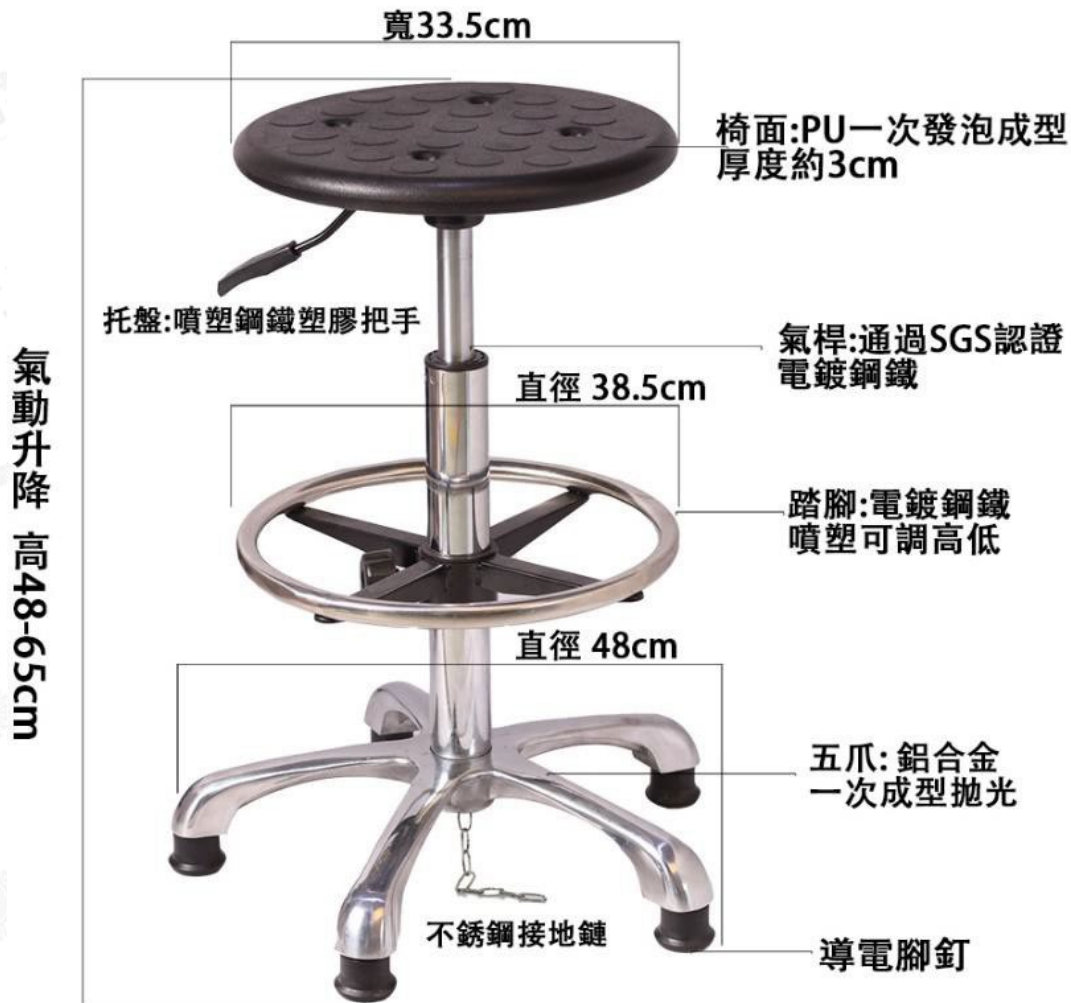 寬33.5cm
椅面:PU一次發泡成型
厚度約3cm
托盤:噴塑鋼鐵塑膠把手
氣桿:通過SGS認證
電鍍鋼鐵
直徑 38.5cm
氣動升降 高48-65cm
踏腳:電鍍鋼鐵
噴塑可調高低
直徑 48cm
五爪: 鋁合金
一次成型拋光
不銹鋼接地鏈
導電腳釘